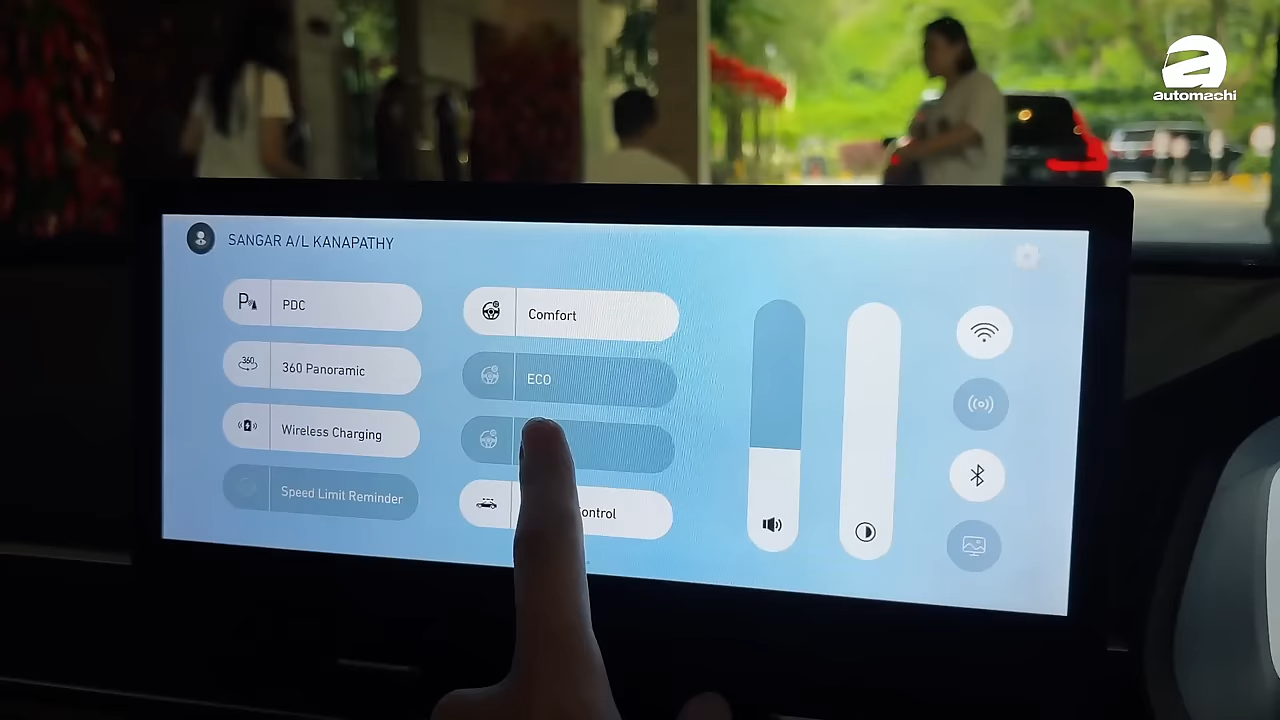 automachi
SANGAR A/L KANAPATHY
PDC
360 Panoramic
Wireless Charging
Speed Limit Reminder
Comfort
ECO
ontrol